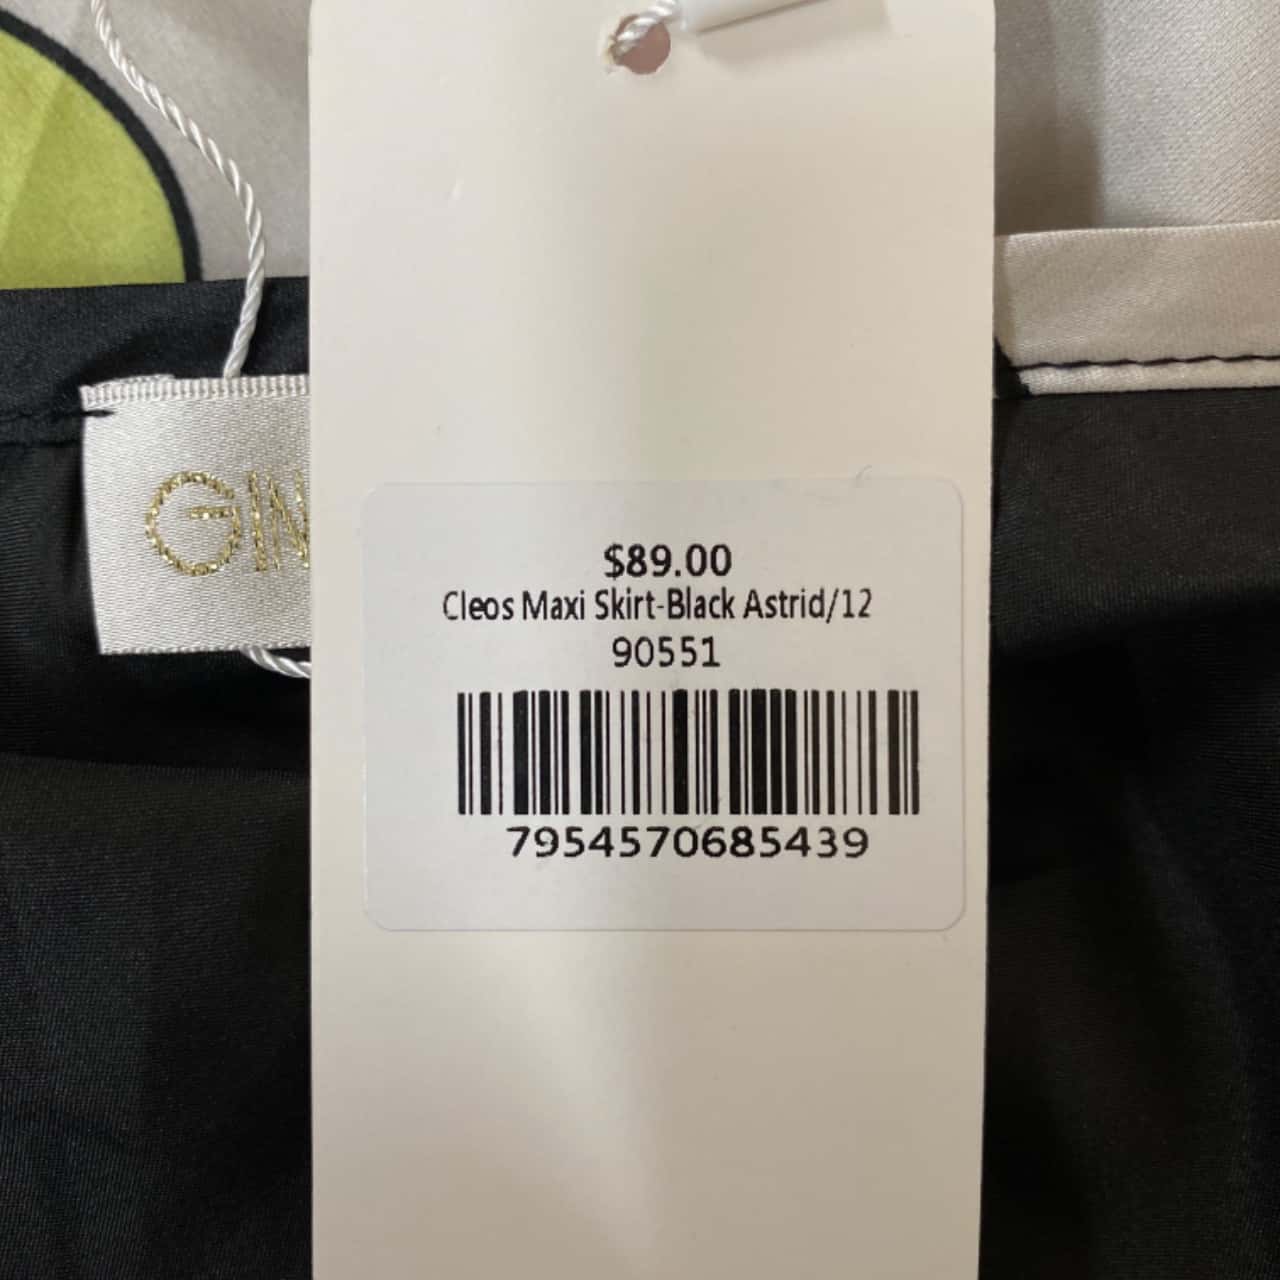 GIN
$89.00
Cleos Maxi Skirt-Black Astrid/12
90551
7954570685439